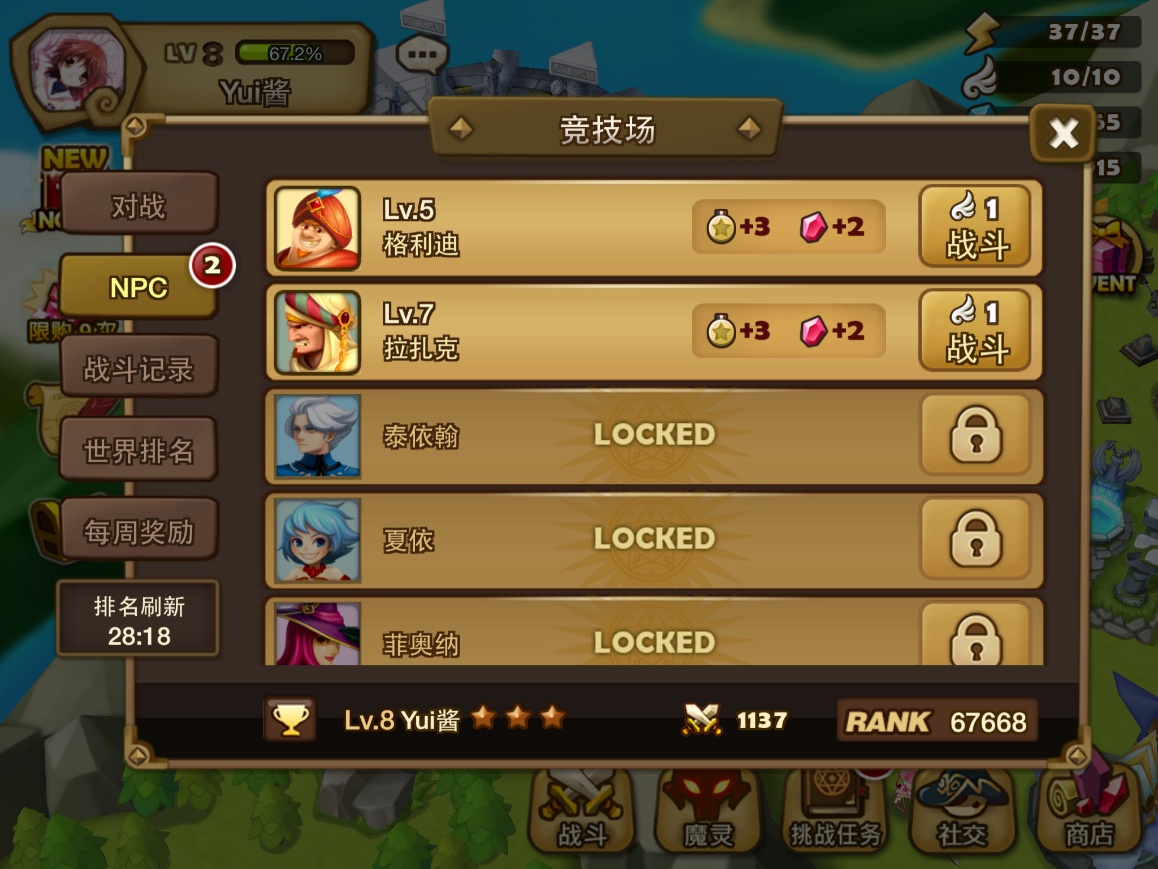 LV 8 67.2%
Yui酱
37/37
10/10
竞技场
NEW
对战
NPC
2
战斗记录
世界排名
每周奖励
排名刷新
28:18
Lv.5
格利迪
+3 +2
1
战斗
Lv.7
拉扎克
+3 +2
1
战斗
泰依翰 LOCKED
夏依 LOCKED
菲奥纳 LOCKED
Lv.8 Yui酱 1137 RANK 67668
战斗 魔灵 挑战任务 社交 商店